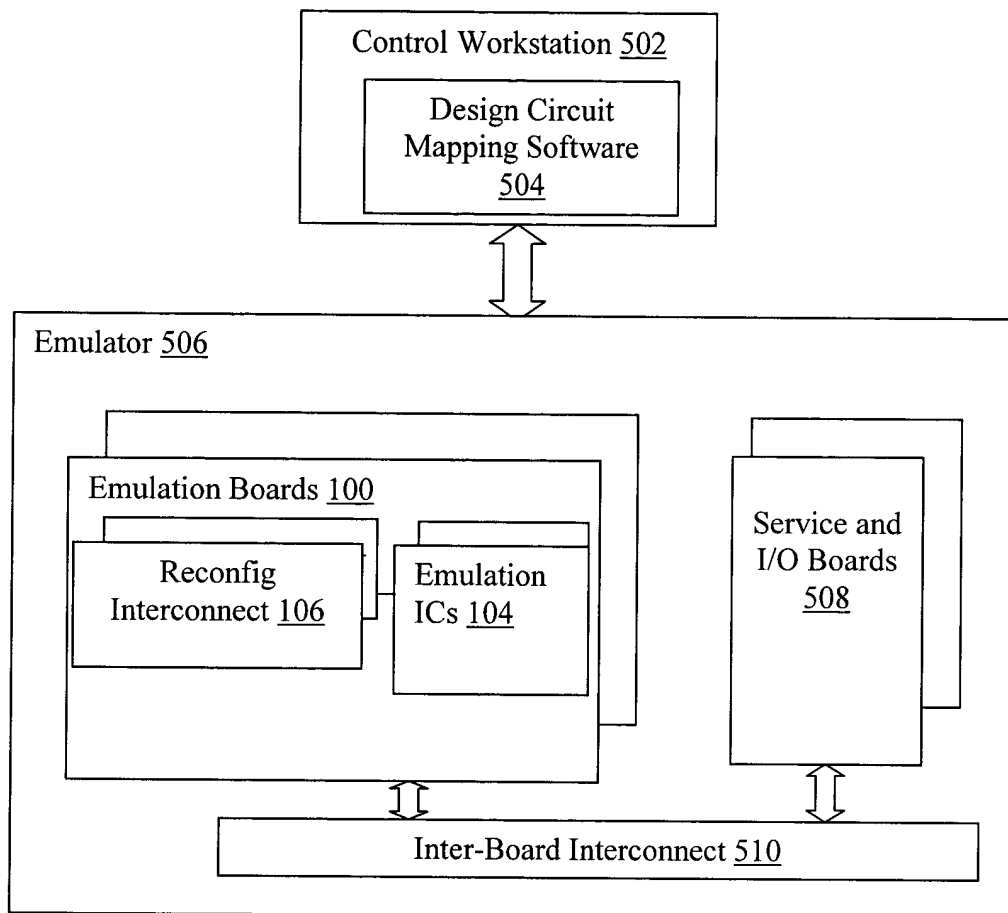 Control Workstation 502
Design Circuit
Mapping Software
504
Emulator 506
Emulation Boards 100
Reconfig
Interconnect 106
Emulation
ICs 104
Service and
I/O Boards
508
Inter-Board Interconnect 510